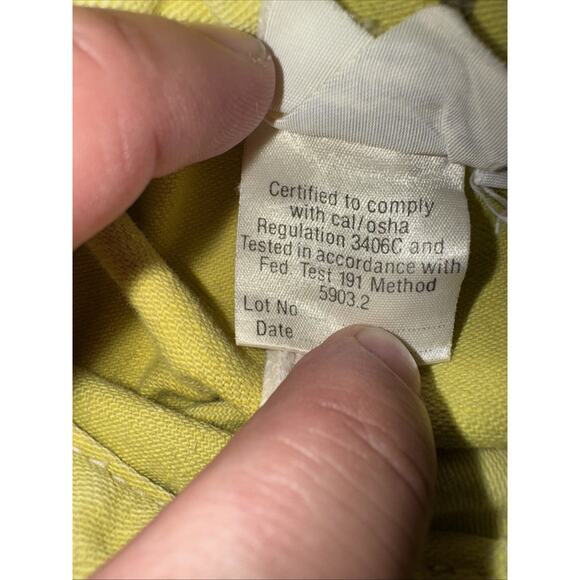 Certified to comply
with cal/osha
Regulation 3406C and
Tested in accordance with
Fed. Test 191 Method
5903.2
Lot No
Date